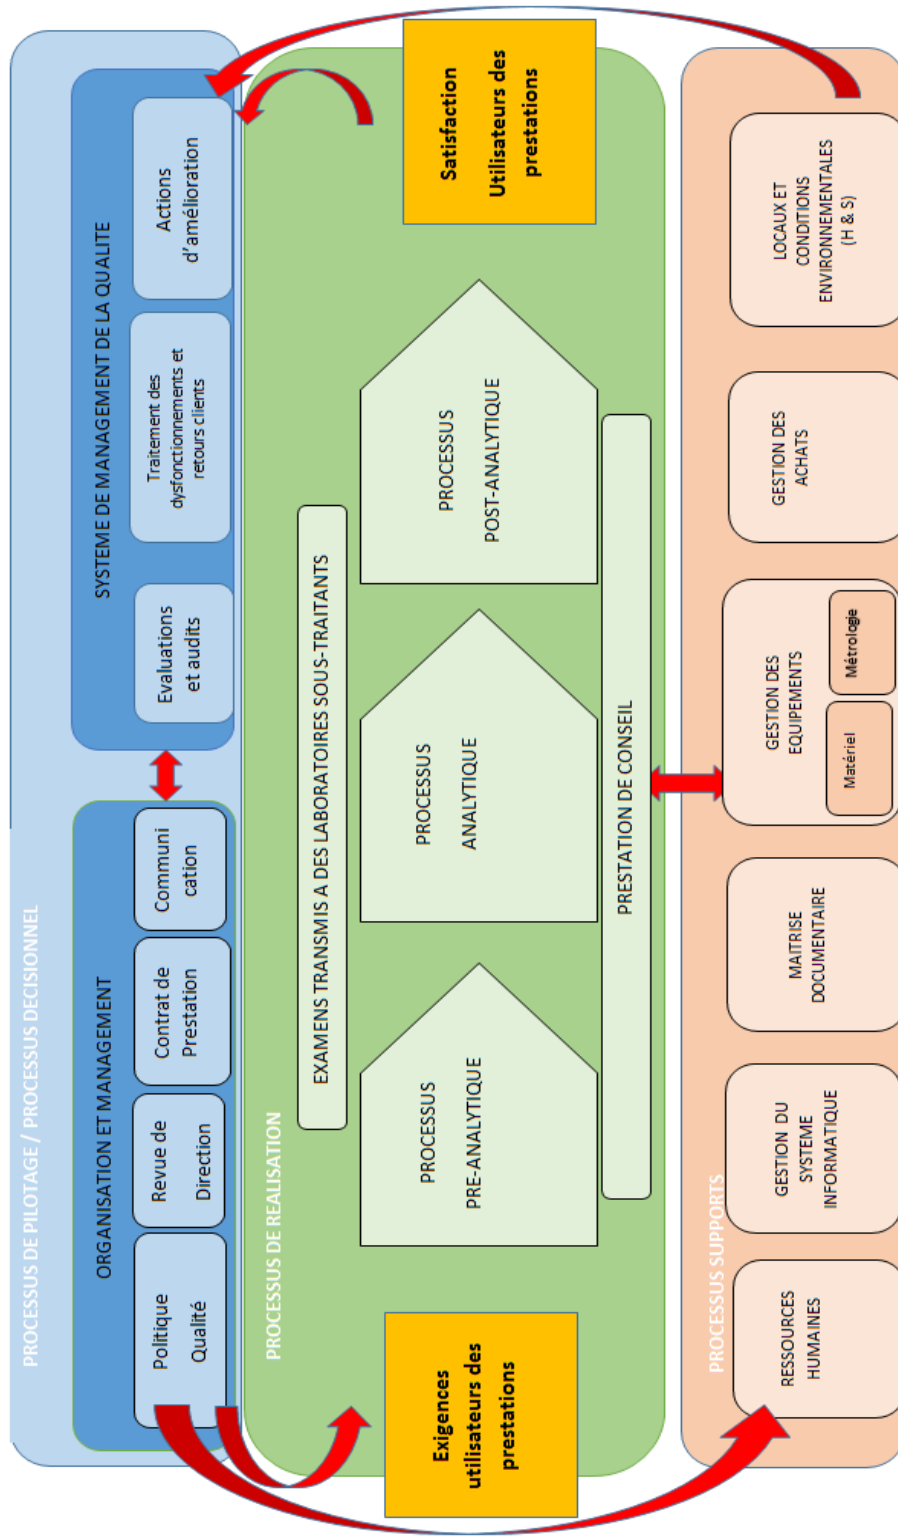 PROCESSUS DE PILOTAGE / PROCESSUS DECISIONNEL
ORGANISATION ET MANAGEMENT
Politique
Qualité
Revue de
Direction
Contrat de
Prestation
Communi
cation
SYSTEME DE MANAGEMENT DE LA QUALITE
Evaluations
et audits
Traitement des
dysfonctionnements et
retours clients
Actions
d'amélioration
PROCESSUS DE REALISATION
Exigences
utilisateurs des
prestations
EXAMENS TRANSMIS A DES LABORATOIRES SOUS-TRAITANTS
PROCESSUS
PRE-ANALYTIQUE
PROCESSUS
ANALYTIQUE
PROCESSUS
POST-ANALYTIQUE
PRESTATION DE CONSEIL
Satisfaction
Utilisateurs des
prestations
PROCESSUS SUPPORTS
RESSOURCES
HUMAINES
GESTION DU
SYSTEME
INFORMATIQUE
MAITRISE
DOCUMENTAIRE
GESTION DES
EQUIPEMENTS
Matériel
Métrologie
GESTION DES
ACHATS
LOCAUX ET
CONDITIONS
ENVIRONNEMENTALES
(H & S)